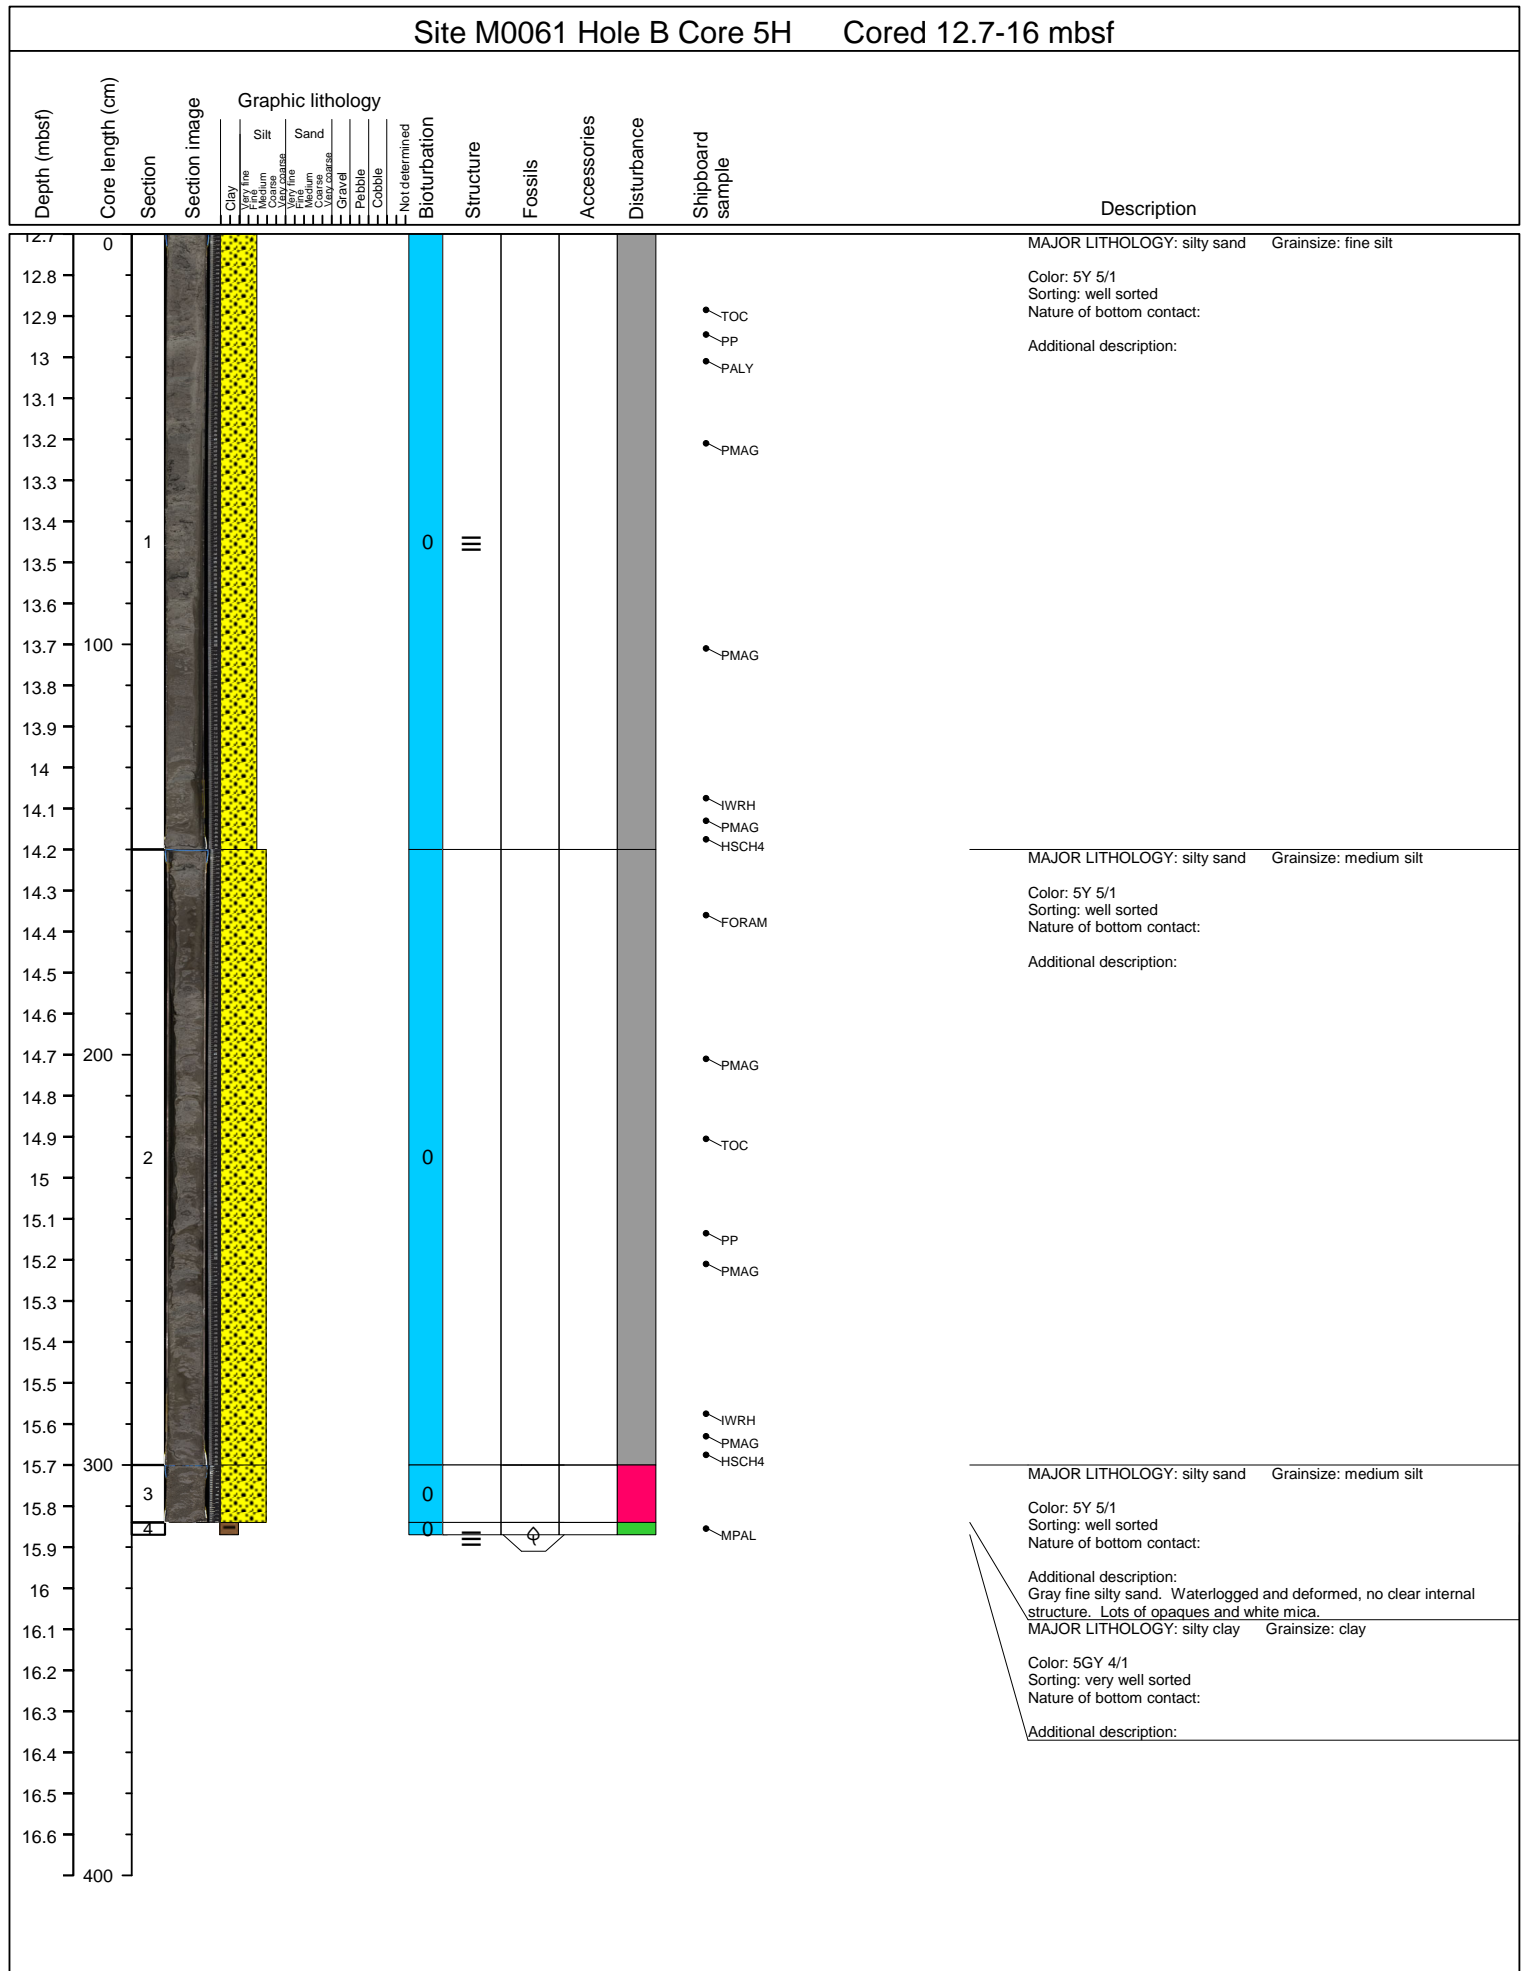 Site M0061 Hole B Core 5H Cored 12.7-16 mbsf
Depth (mbsf)
Core length (cm)
Section
Section image
Graphic lithology
Clay
Silt
Very fine
Fine
Medium
Coarse
Very coarse
Sand
Very fine
Fine
Medium
Coarse
Very coarse
Gravel
Pebble
Cobble
Not determined
Bioturbation
Structure
Fossils
Accessories
Disturbance
Shipboard
sample
Description
12.7
12.8
12.9
13
13.1
13.2
13.3
13.4
13.5
13.6
13.7
13.8
13.9
14
14.1
14.2
14.3
14.4
14.5
14.6
14.7
14.8
14.9
15
15.1
15.2
15.3
15.4
15.5
15.6
15.7
15.8
15.9
16
16.1
16.2
16.3
16.4
16.5
16.6
0
100
200
300
400
1
2
3
4
0
0
0
0
TOC
PP
PALY
PMAG
PMAG
IWRH
PMAG
HSCH4
FORAM
PMAG
TOC
PP
PMAG
IWRH
PMAG
HSCH4
MPAL
MAJOR LITHOLOGY: silty sand Grainsize: fine silt
Color: 5Y 5/1
Sorting: well sorted
Nature of bottom contact:
Additional description:
MAJOR LITHOLOGY: silty sand Grainsize: medium silt
Color: 5Y 5/1
Sorting: well sorted
Nature of bottom contact:
Additional description:
MAJOR LITHOLOGY: silty sand Grainsize: medium silt
Color: 5Y 5/1
Sorting: well sorted
Nature of bottom contact:
Additional description:
Gray fine silty sand. Waterlogged and deformed, no clear internal
structure. Lots of opaques and white mica.
MAJOR LITHOLOGY: silty clay Grainsize: clay
Color: 5GY 4/1
Sorting: very well sorted
Nature of bottom contact:
Additional description: